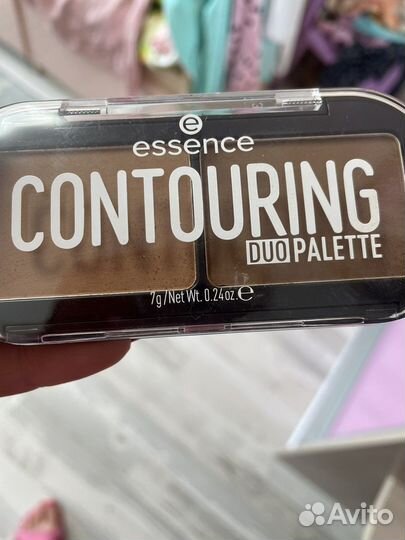 essence
CONTOURING
DUO PALETTE
7g/Net Wt. 0.24oz.℮
Avito